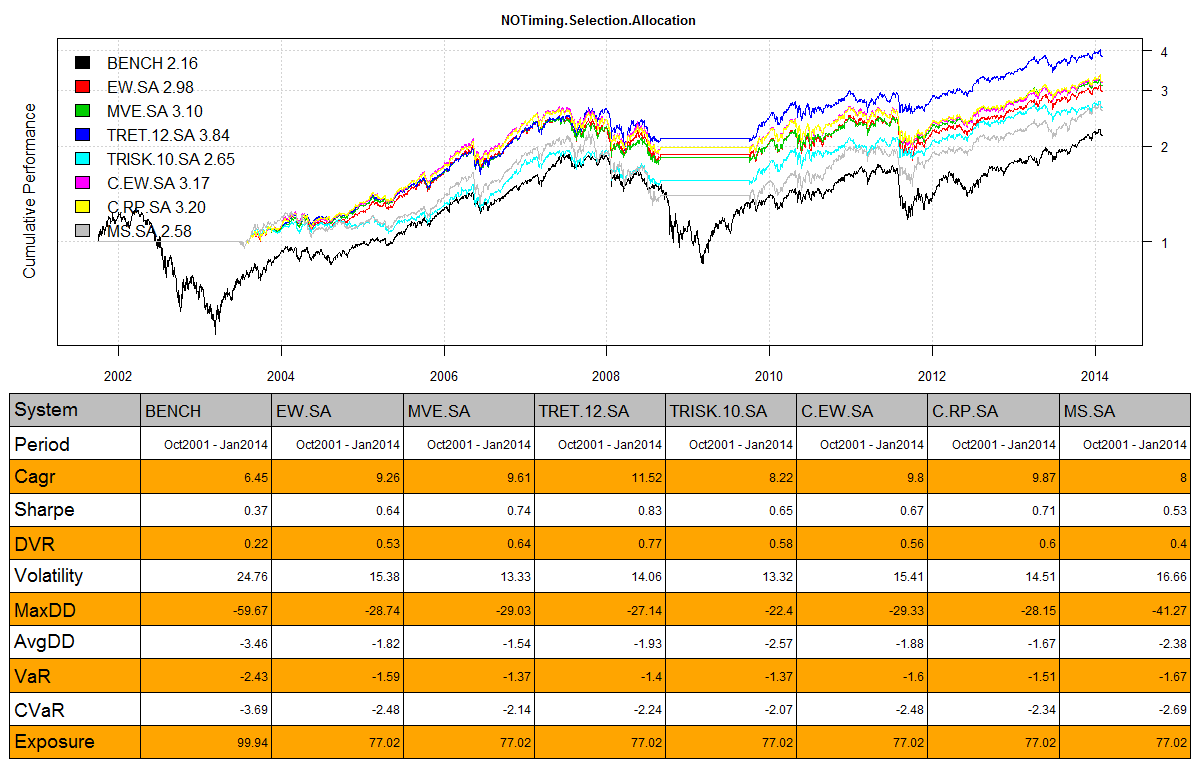 NOTiming.Selection.Allocation
Cumulative Performance
BENCH 2.16
EW.SA 2.98
MVE.SA 3.10
TRET.12.SA 3.84
TRISK.10.SA 2.65
C.EW.SA 3.17
C.RP.SA 3.20
MS.SA 2.58
4
3
2
1
2002 2004 2006 2008 2010 2012 2014
System BENCH EW.SA MVE.SA TRET.12.SA TRISK.10.SA C.EW.SA C.RP.SA MS.SA
Period Oct2001 - Jan2014 Oct2001 - Jan2014 Oct2001 - Jan2014 Oct2001 - Jan2014 Oct2001 - Jan2014 Oct2001 - Jan2014 Oct2001 - Jan2014 Oct2001 - Jan2014
Cagr 6.45 9.26 9.61 11.52 8.22 9.8 9.87 8
Sharpe 0.37 0.64 0.74 0.83 0.65 0.67 0.71 0.53
DVR 0.22 0.53 0.64 0.77 0.58 0.56 0.6 0.4
Volatility 24.76 15.38 13.33 14.06 13.32 15.41 14.51 16.66
MaxDD -59.67 -28.74 -29.03 -27.14 -22.4 -29.33 -28.15 -41.27
AvgDD -3.46 -1.82 -1.54 -1.93 -2.57 -1.88 -1.67 -2.38
VaR -2.43 -1.59 -1.37 -1.4 -1.37 -1.6 -1.51 -1.67
CVaR -3.69 -2.48 -2.14 -2.24 -2.07 -2.48 -2.34 -2.69
Exposure 99.94 77.02 77.02 77.02 77.02 77.02 77.02 77.02